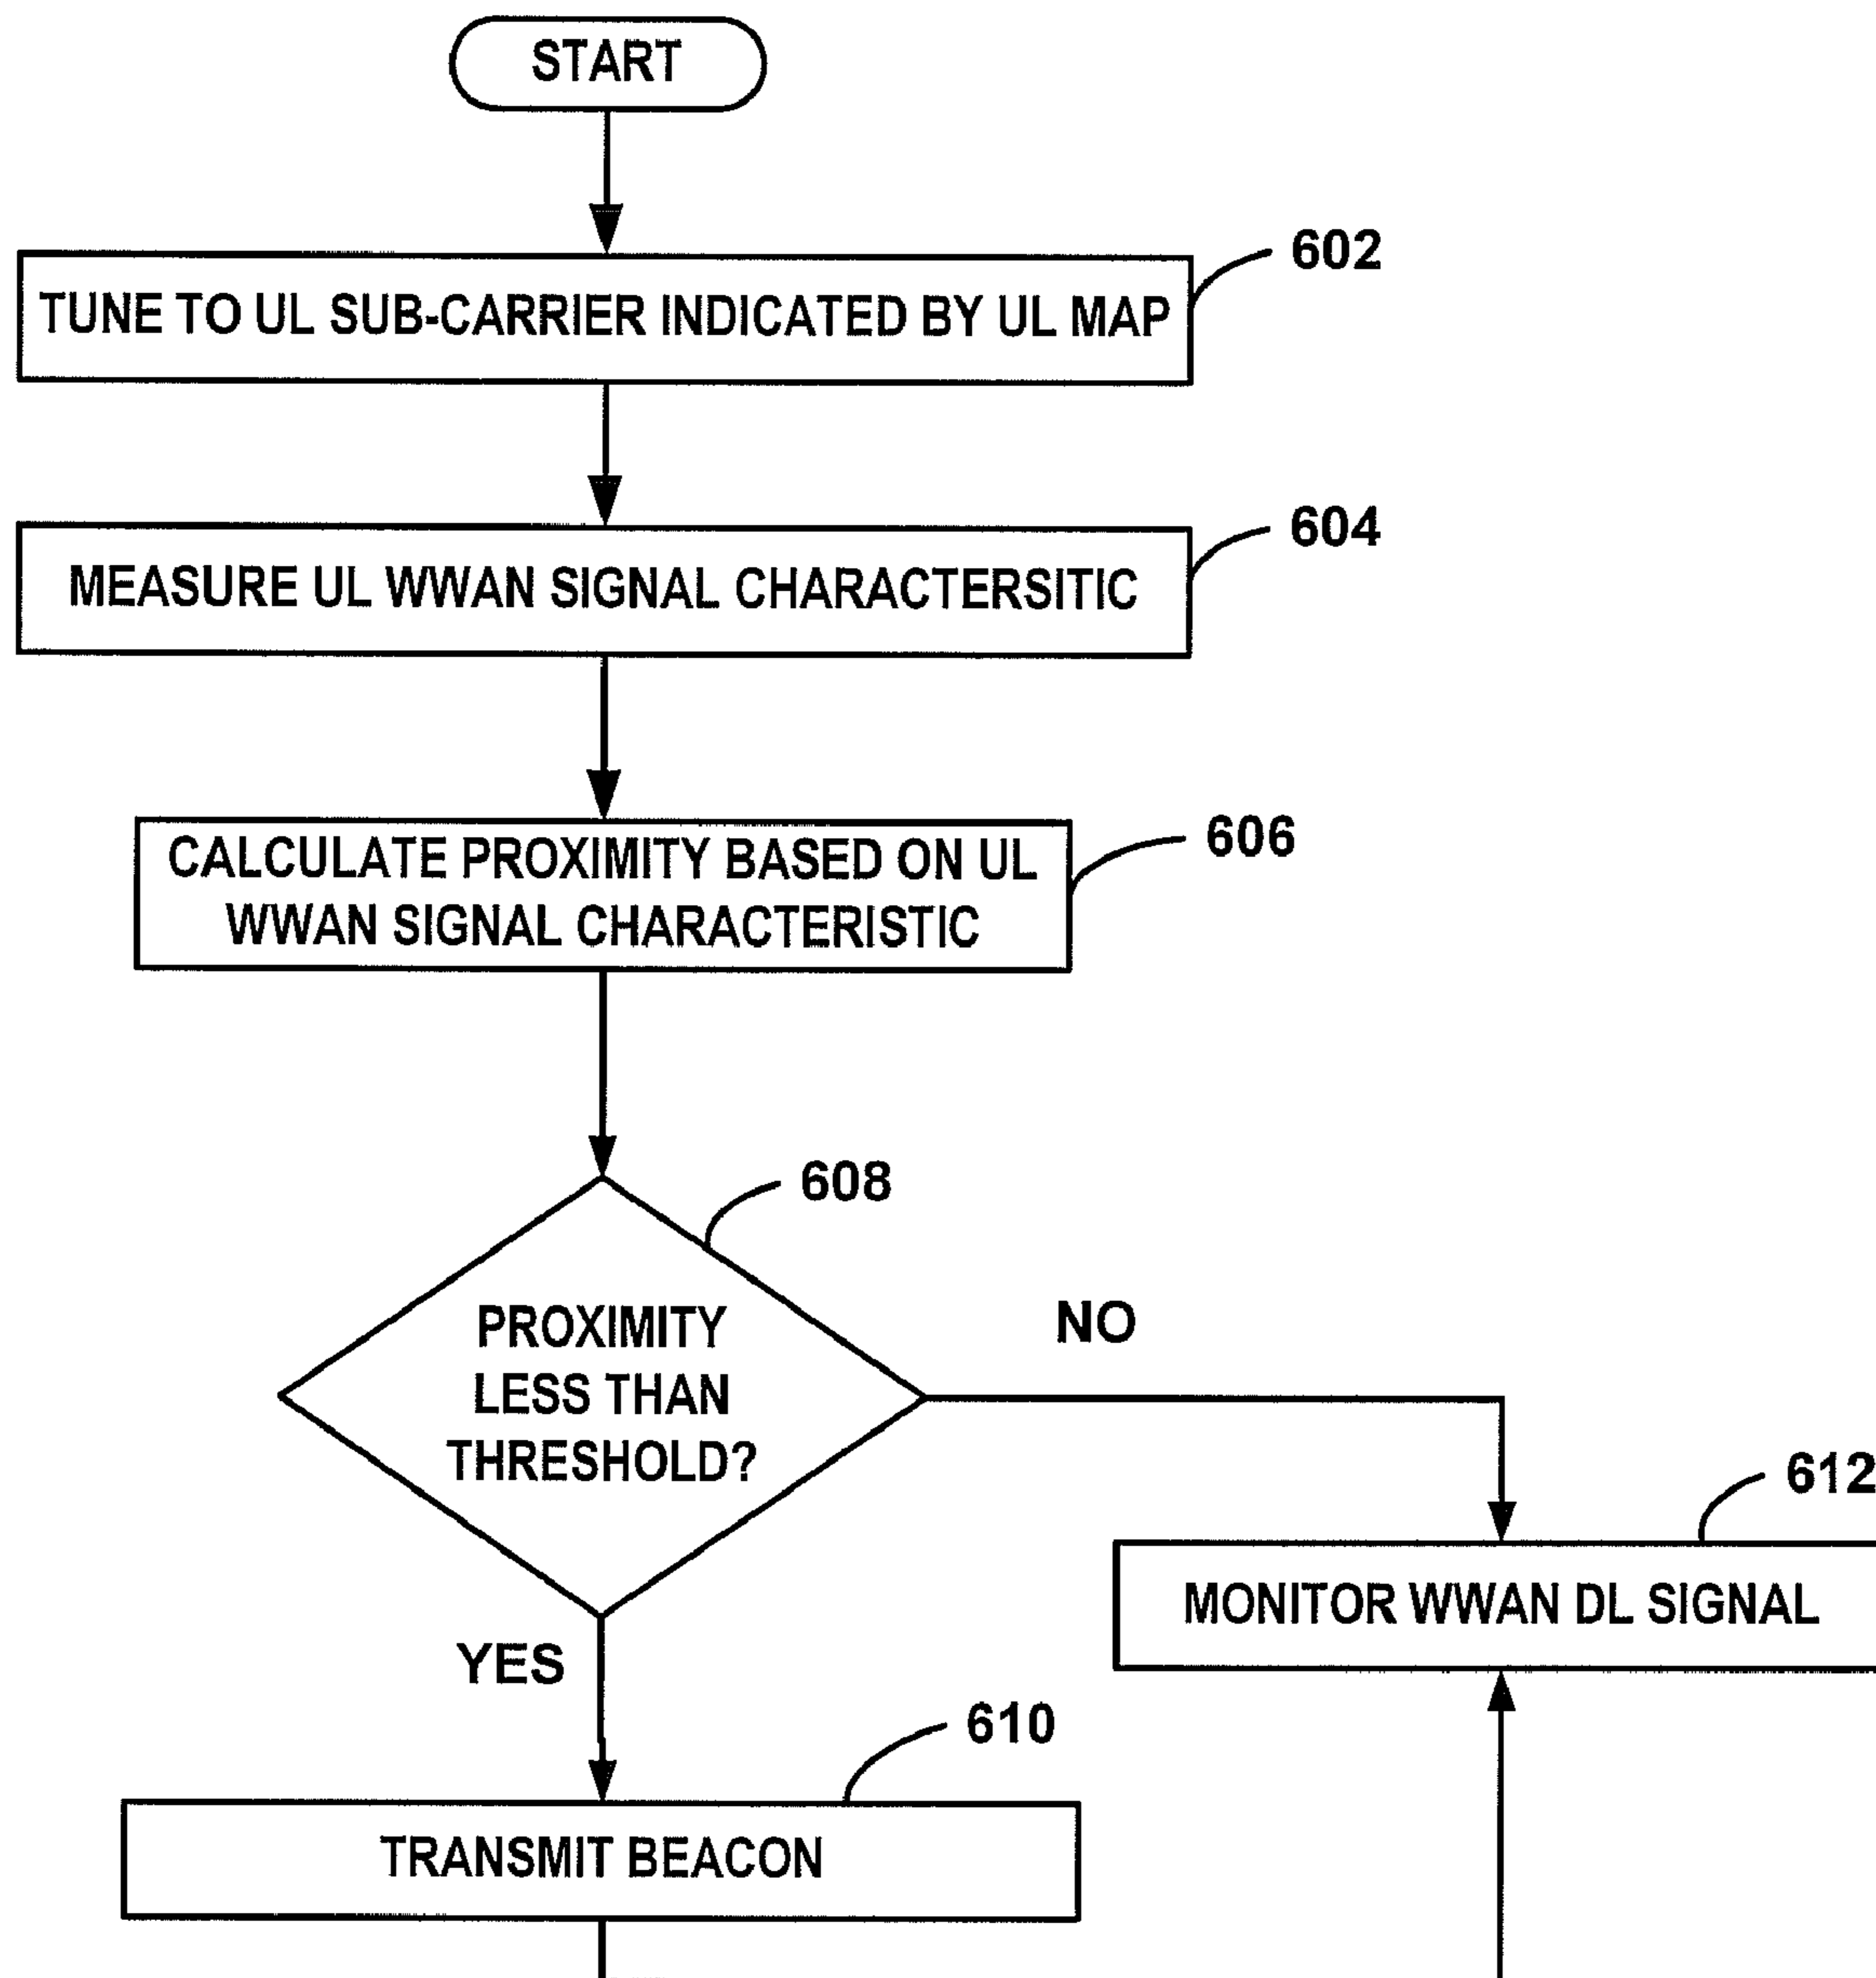 START
602
TUNE TO UL SUB-CARRIER INDICATED BY UL MAP
604
MEASURE UL WWAN SIGNAL CHARACTERSITIC
606
CALCULATE PROXIMITY BASED ON UL
WWAN SIGNAL CHARACTERISTIC
608
PROXIMITY
LESS THAN
THRESHOLD?
NO
612
MONITOR WWAN DL SIGNAL
YES
610
TRANSMIT BEACON